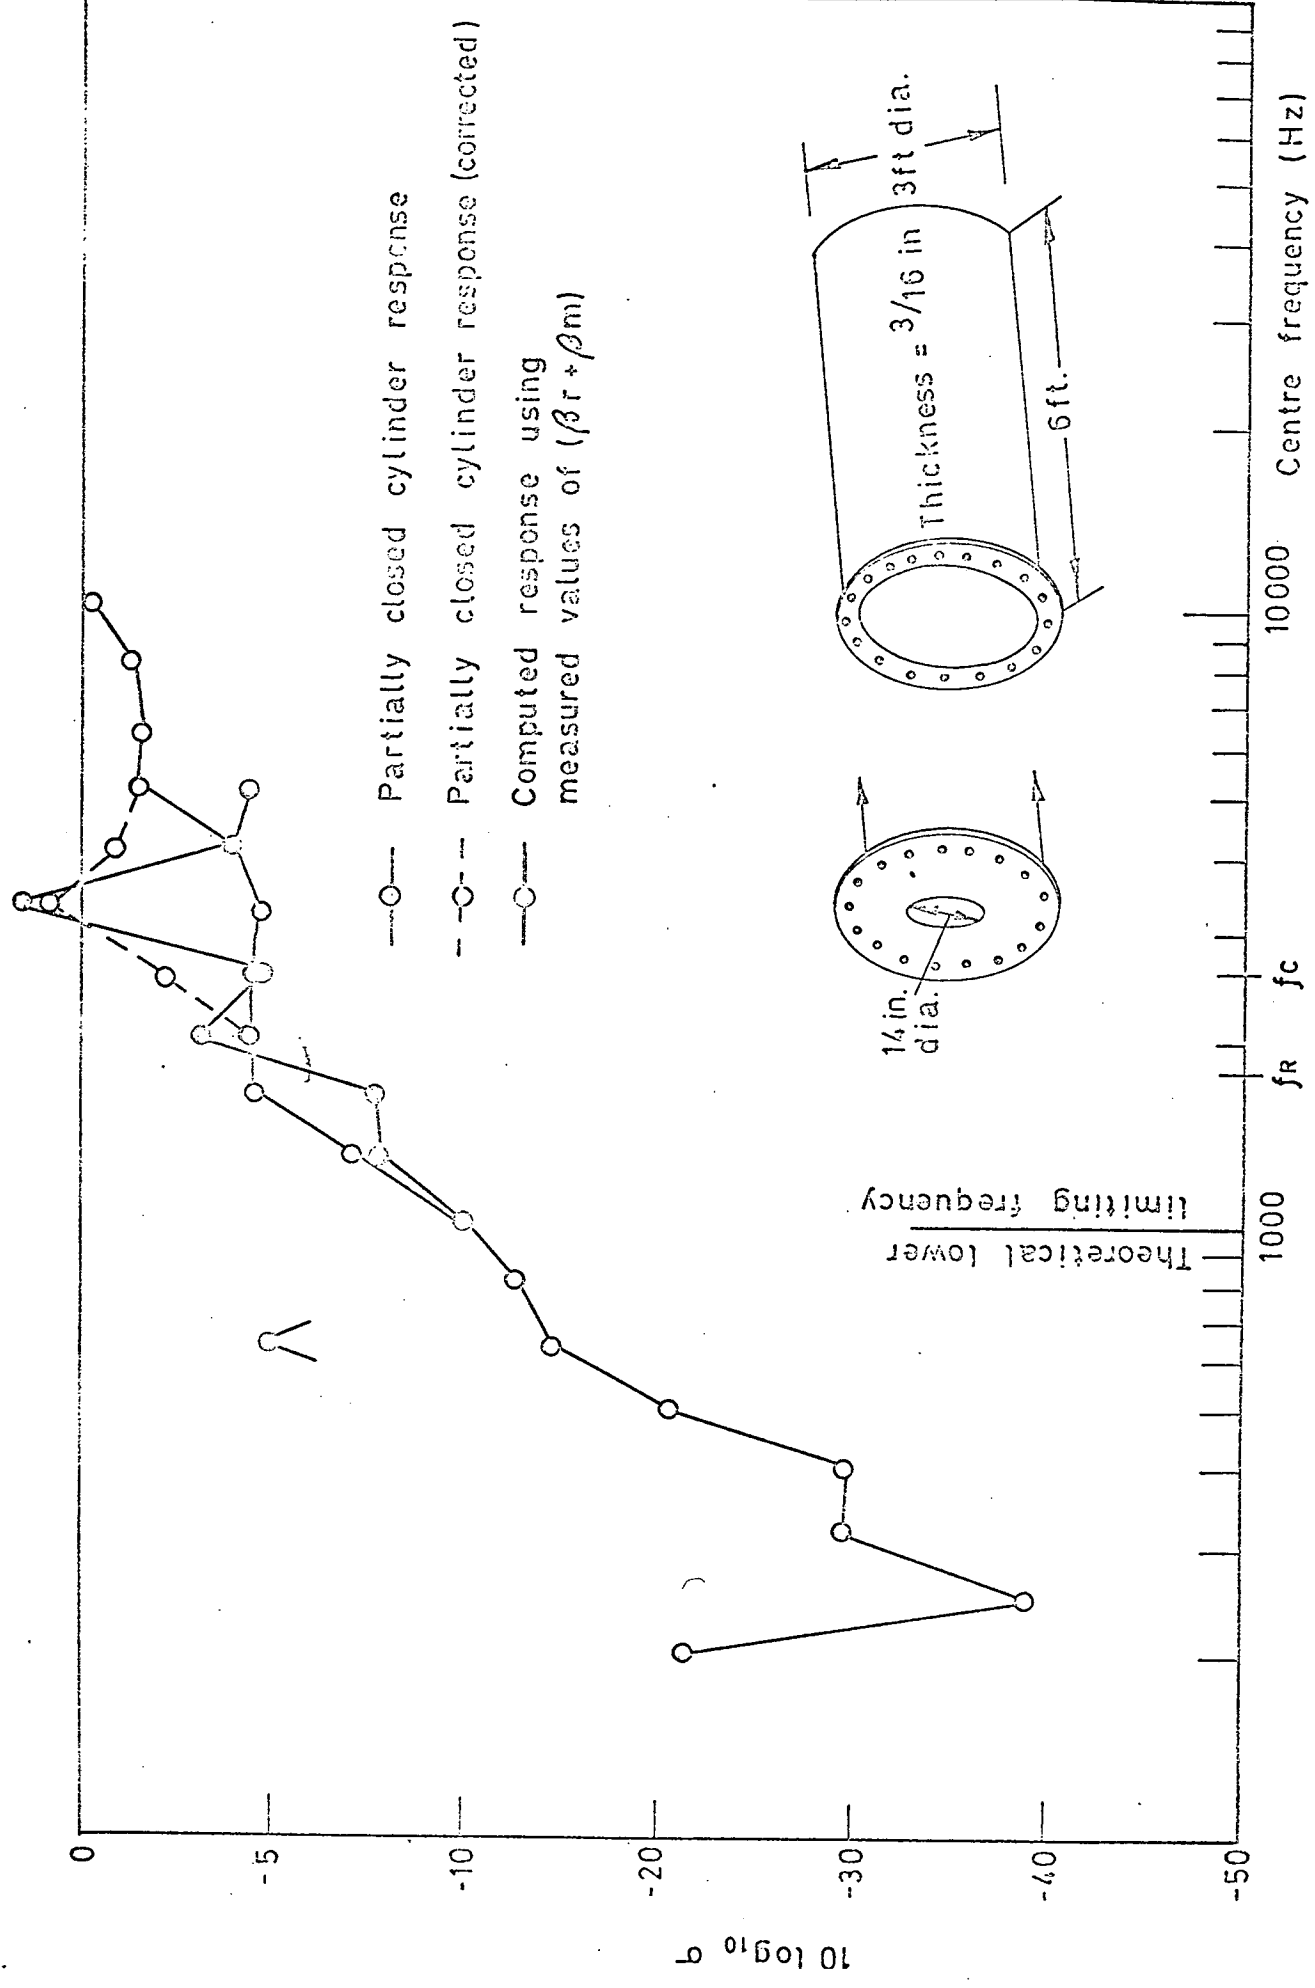 10 log10 σ
0
-5
-10
-20
-30
-40
-50
Partially closed cylinder response
Partially closed cylinder response (corrected)
Computed response using
measured values of (βr + βm)
14 in.
dia.
Thickness = 3/16 in
3ft dia.
6ft.
Theoretical lower
limiting frequency
1000
fR
fC
10000
Centre frequency (Hz)